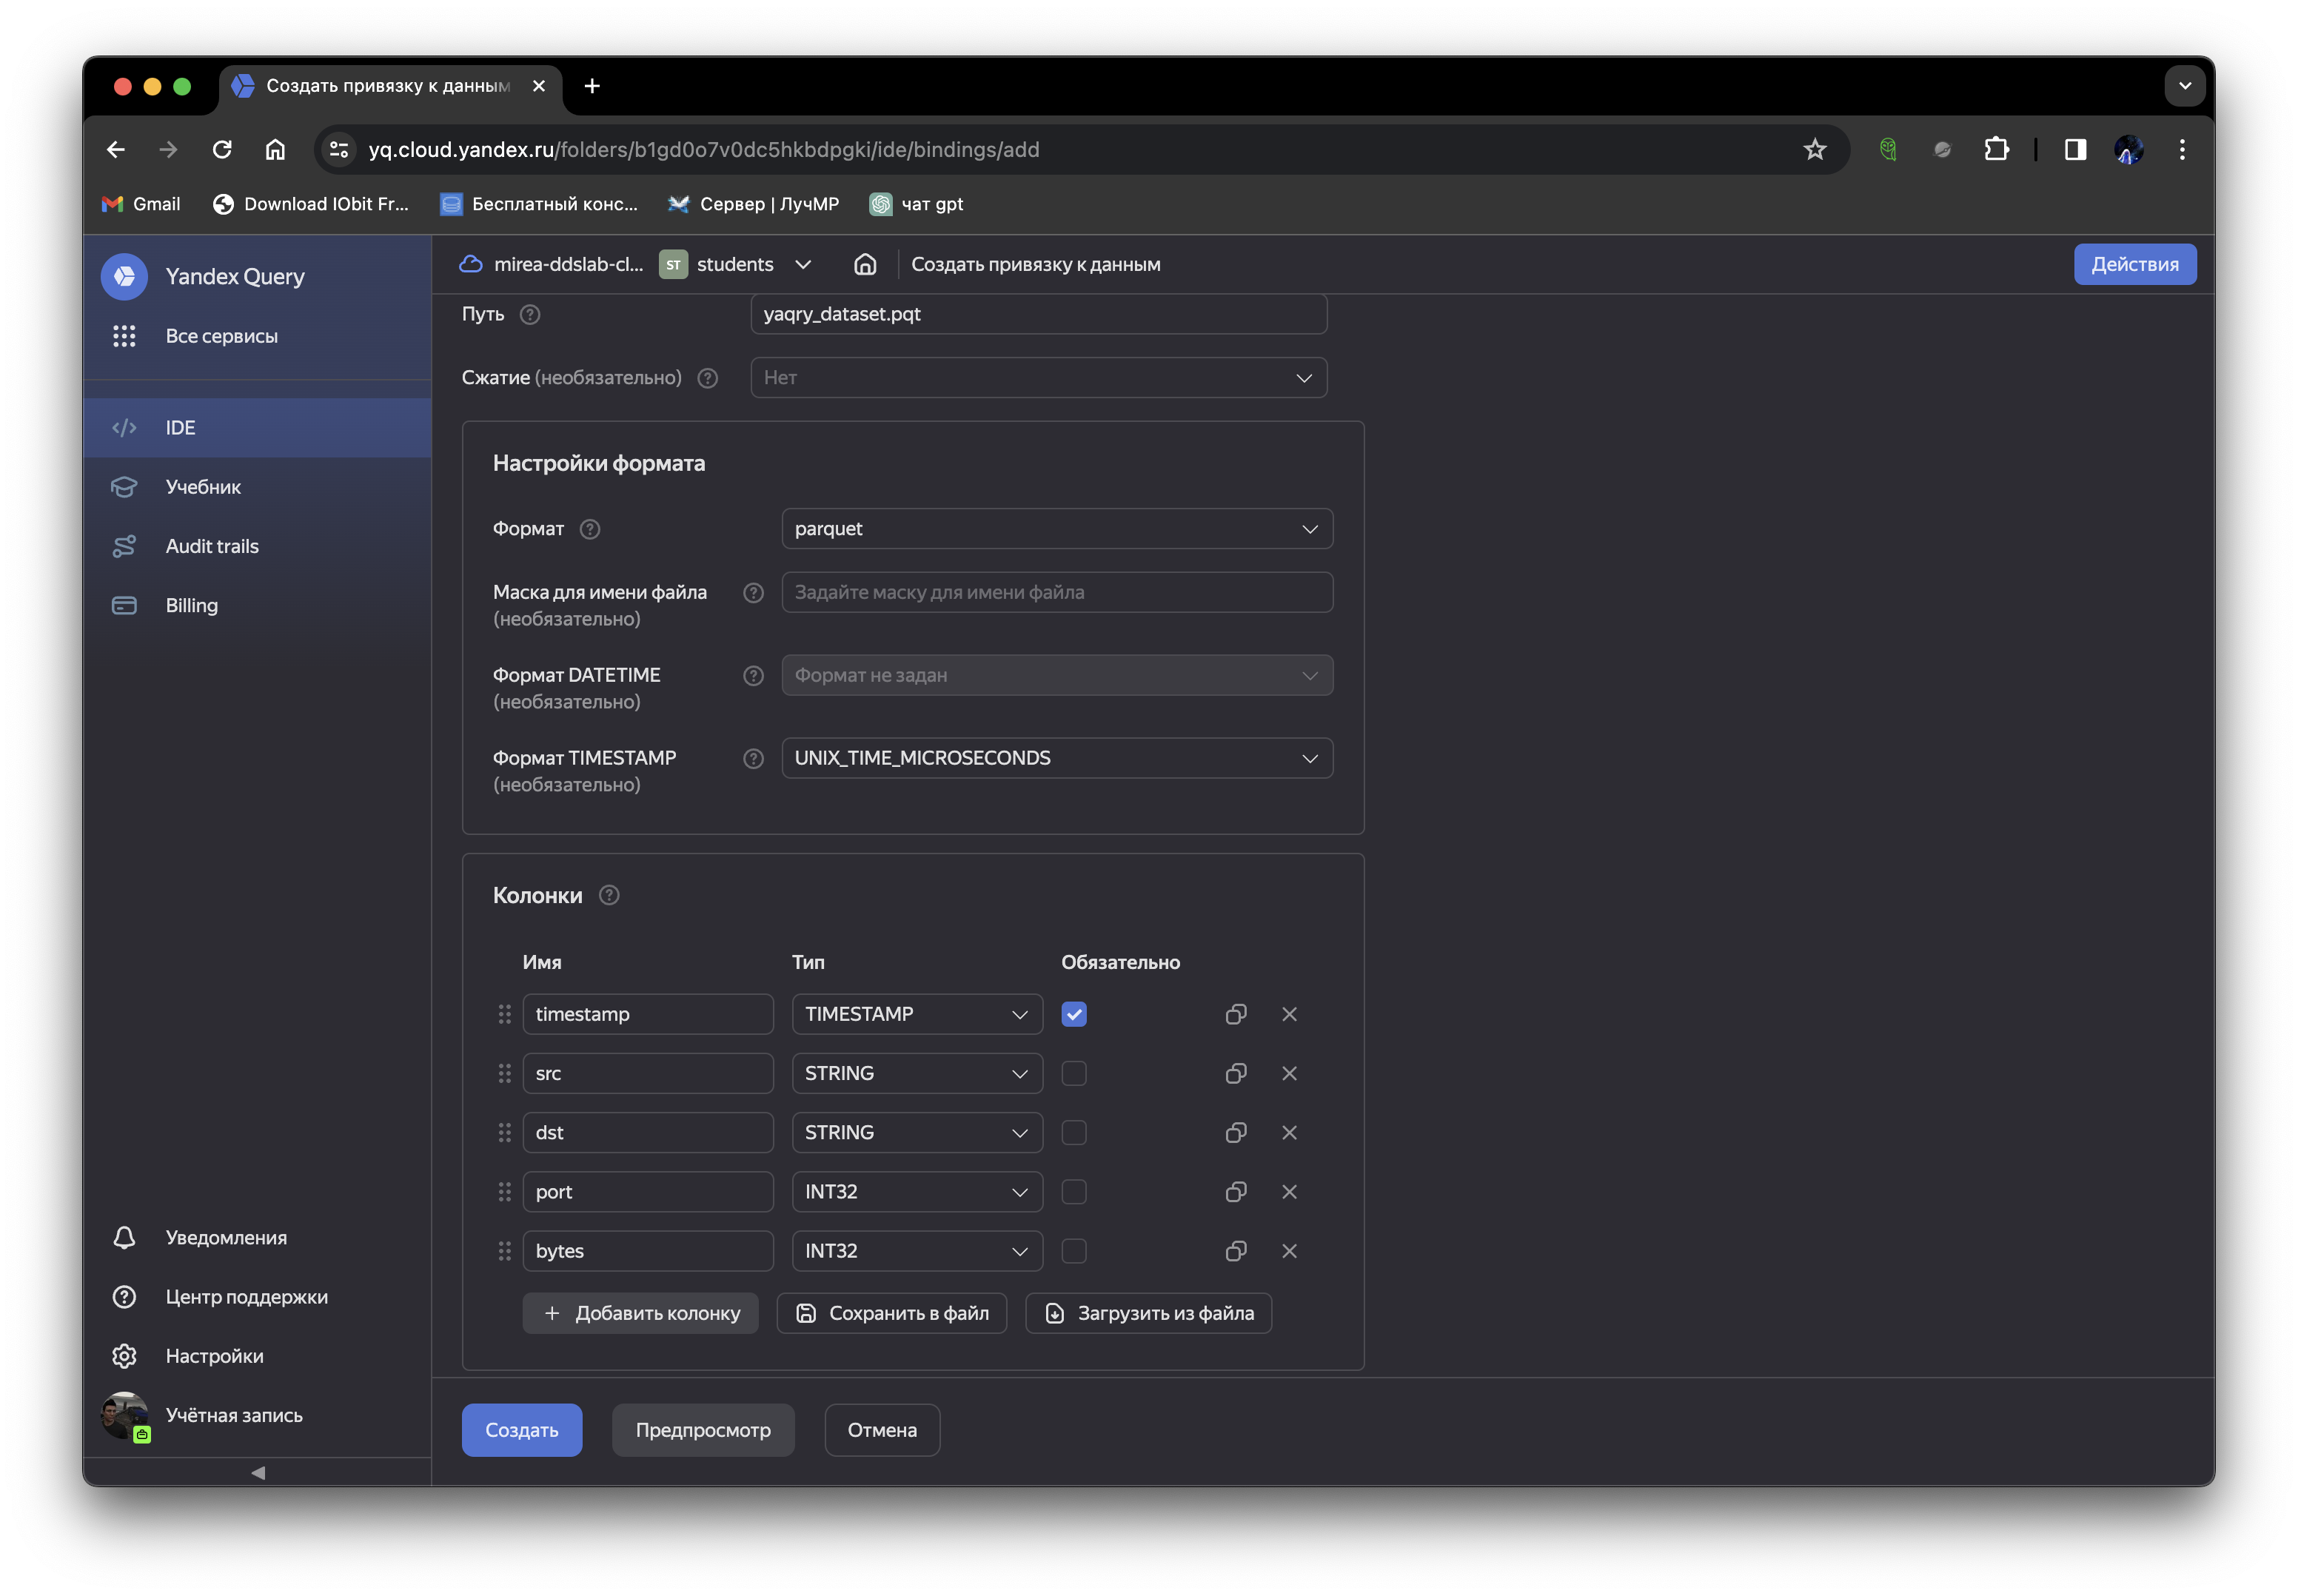 Создать привязку к данным
yq.cloud.yandex.ru/folders/b1gd0o7v0dc5hkbdpgki/ide/bindings/add
Gmail
Download IObit Fr...
Бесплатный конс...
Сервер | ЛучМР
чат gpt
Yandex Query
Все сервисы
IDE
Учебник
Audit trails
Billing
Уведомления
Центр поддержки
Настройки
Учётная запись
mirea-ddslab-cl...
ST
students
Создать привязку к данным
Действия
Путь
yaqry_dataset.pqt
Сжатие (необязательно)
Нет
Настройки формата
Формат
parquet
Маска для имени файла
(необязательно)
Задайте маску для имени файла
Формат DATETIME
(необязательно)
Формат не задан
Формат TIMESTAMP
(необязательно)
UNIX_TIME_MICROSECONDS
Колонки
Имя Тип Обязательно
timestamp TIMESTAMP
src STRING
dst STRING
port INT32
bytes INT32
Добавить колонку
Сохранить в файл
Загрузить из файла
Создать
Предпросмотр
Отмена